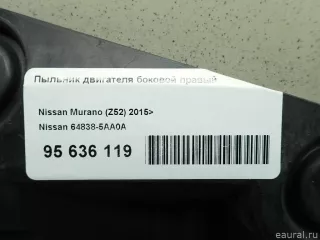 Пыльник двигателя боковой правый
Nissan Murano (Z52) 2015>
Nissan 64838-5AA0A
95 636 119
eaural.ru